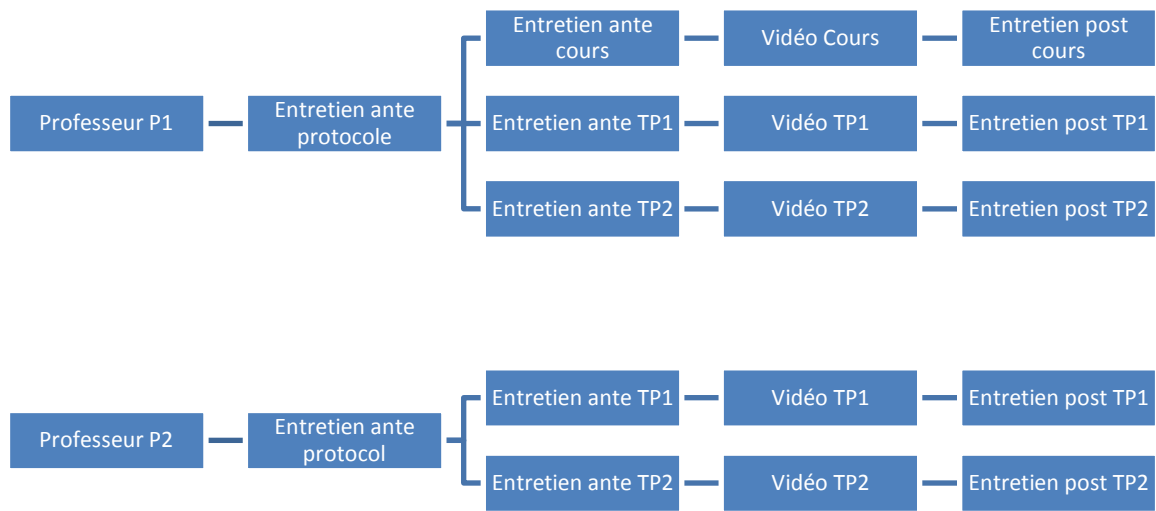 Entretien ante
cours
Vidéo Cours
Entretien post
cours
Professeur P1
Entretien ante
protocole
Entretien ante TP1
Vidéo TP1
Entretien post TP1
Entretien ante TP2
Vidéo TP2
Entretien post TP2
Entretien ante TP1
Vidéo TP1
Entretien post TP1
Professeur P2
Entretien ante
protocol
Entretien ante TP2
Vidéo TP2
Entretien post TP2